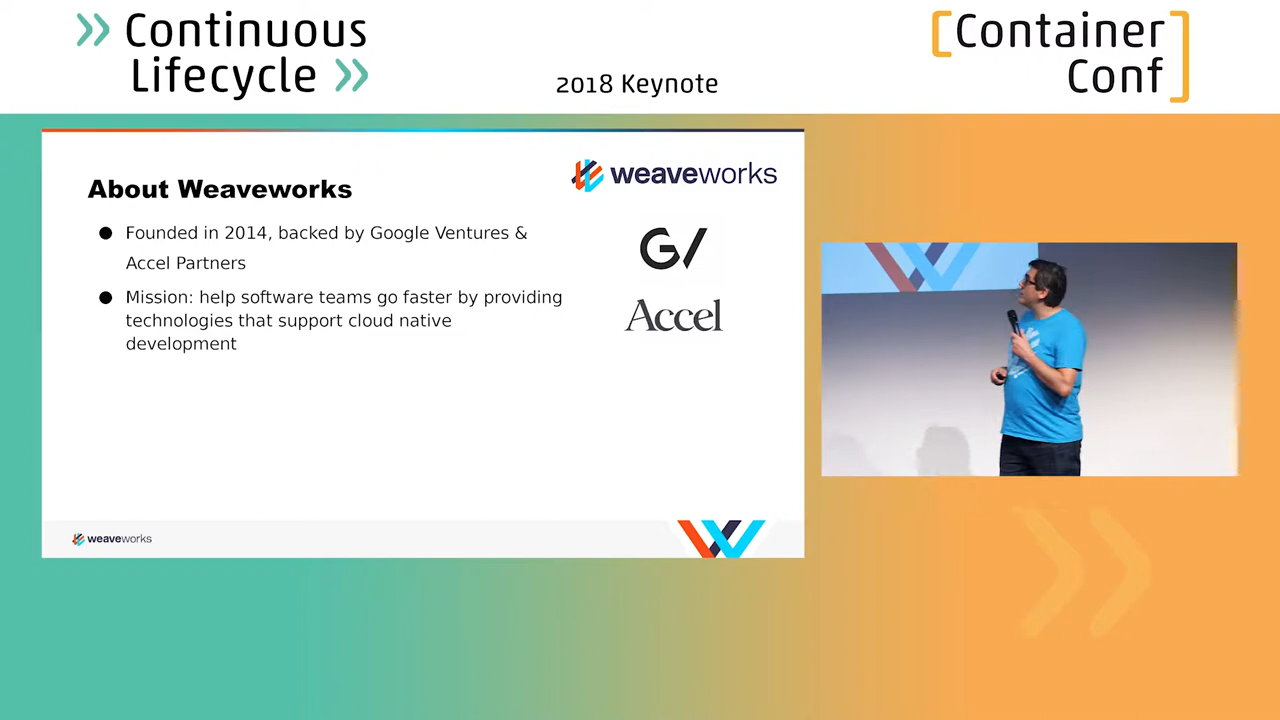 Continuous
Lifecycle
2018 Keynote
Container
Conf
About Weaveworks
weaveworks
● Founded in 2014, backed by Google Ventures &
Accel Partners
● Mission: help software teams go faster by providing
technologies that support cloud native
development
G/
Accel
weaveworks